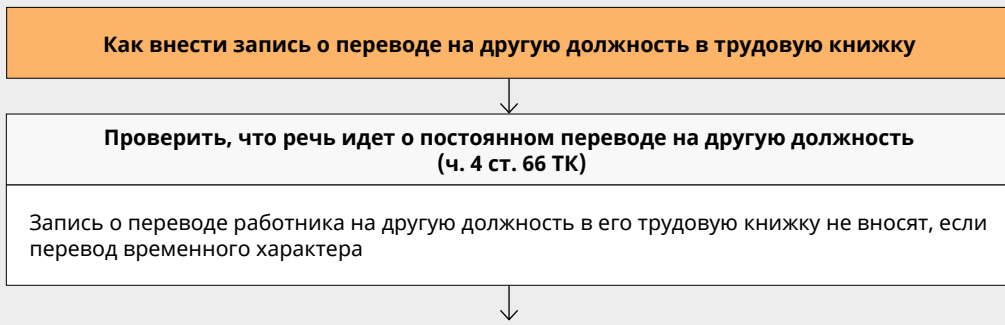 Как внести запись о переводе на другую должность в трудовую книжку
Проверить, что речь идет о постоянном переводе на другую должность
(ч. 4 ст. 66 ТК)
Запись о переводе работника на другую должность в его трудовую книжку не вносят, если
перевод временного характера